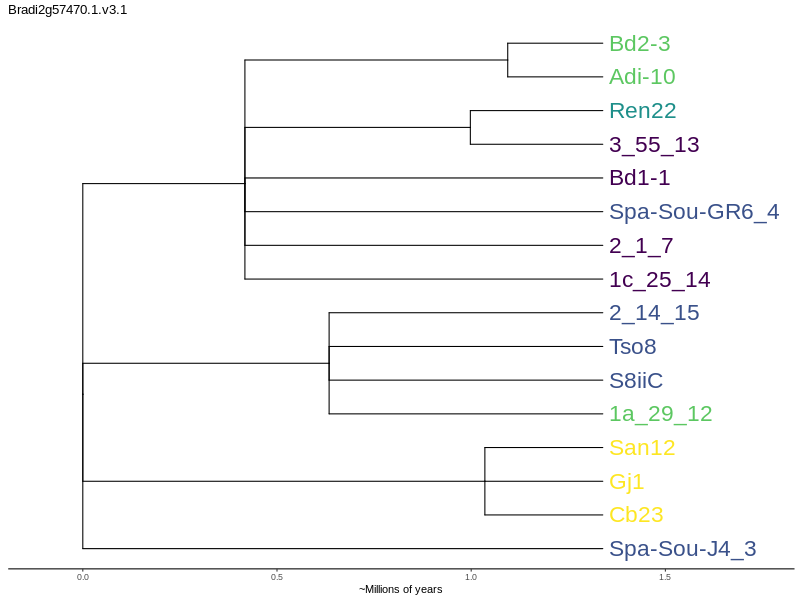 Bradi2g57470.1.v3.1
Bd2-3
Adi-10
Ren22
3_55_13
Bd1-1
Spa-Sou-GR6_4
2_1_7
1c_25_14
2_14_15
Tso8
S8iiC
1a_29_12
San12
Gj1
Cb23
Spa-Sou-J4_3
0.0 0.5 1.0 1.5
~Millions of years